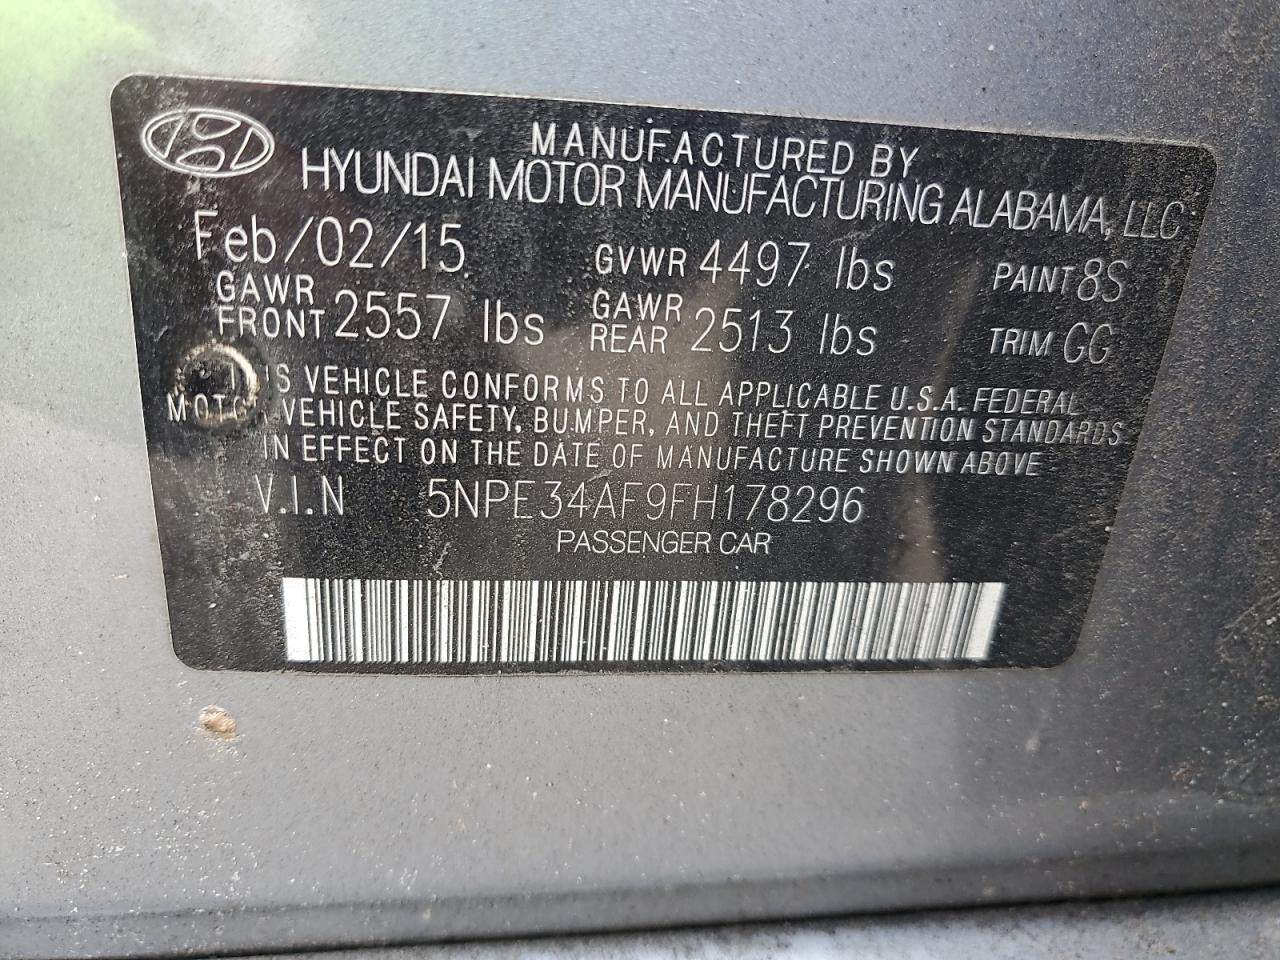 MANUFACTURED BY
HYUNDAI MOTOR MANUFACTURING ALABAMA, LLC
Feb/02/15 GVWR 4497 lbs PAINT 8S
GAWR FRONT 2557 lbs GAWR REAR 2513 lbs TRIM GG
THIS VEHICLE CONFORMS TO ALL APPLICABLE U.S.A. FEDERAL
MOTOR VEHICLE SAFETY, BUMPER, AND THEFT PREVENTION STANDARDS
IN EFFECT ON THE DATE OF MANUFACTURE SHOWN ABOVE
V.I.N 5NPE34AF9FH178296
PASSENGER CAR